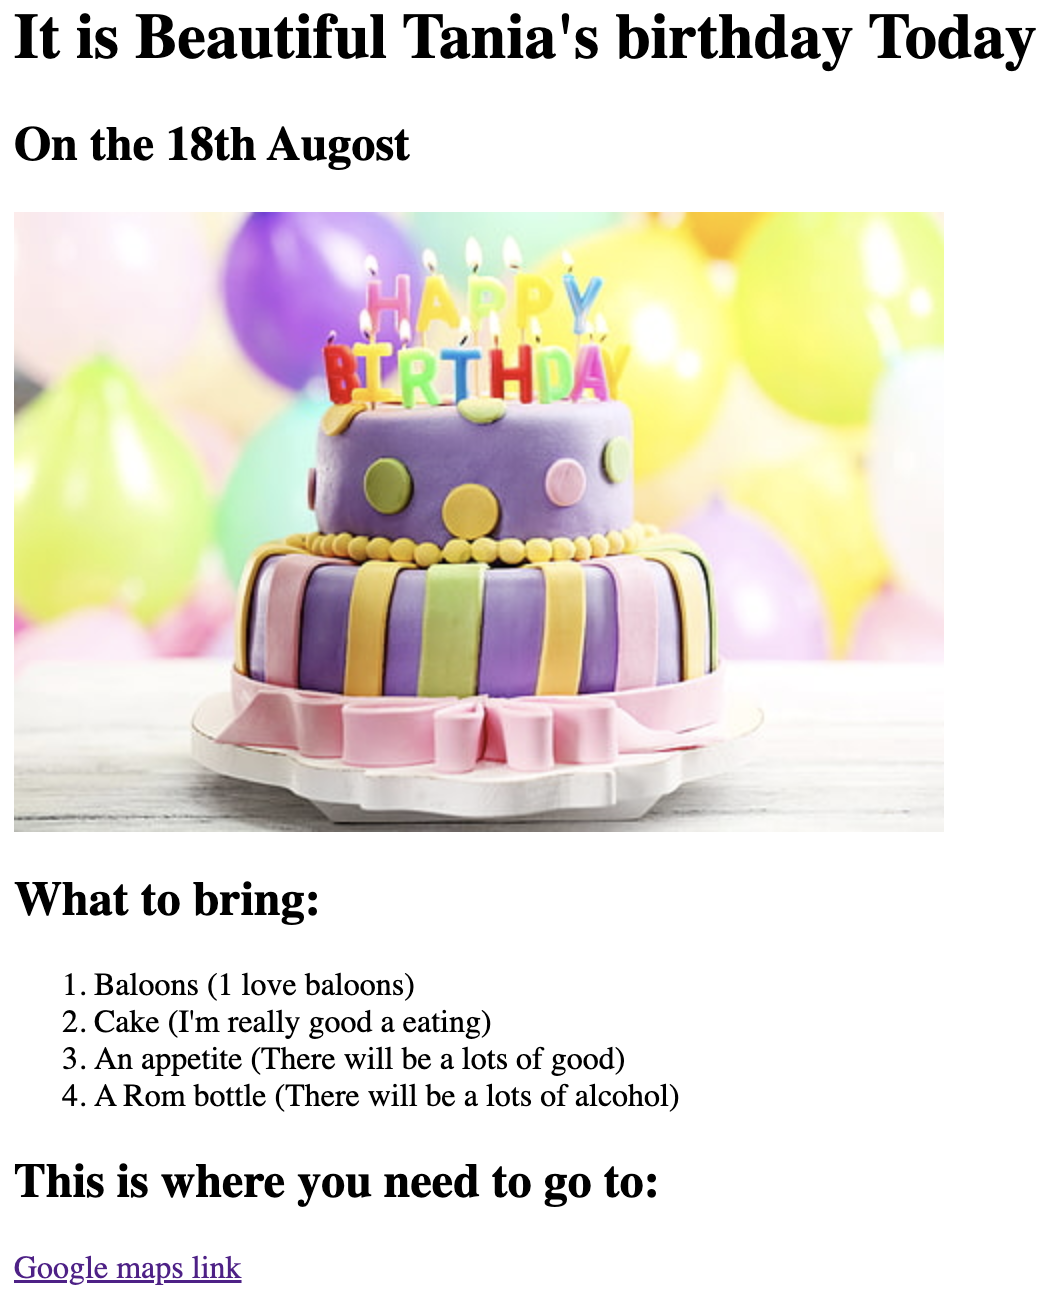 It is Beautiful Tania's birthday Today
On the 18th Augost
HAPPY
BIRTHDAY
What to bring:
1. Baloons (1 love baloons)
2. Cake (I'm really good a eating)
3. An appetite (There will be a lots of good)
4. A Rom bottle (There will be a lots of alcohol)
This is where you need to go to:
Google maps link